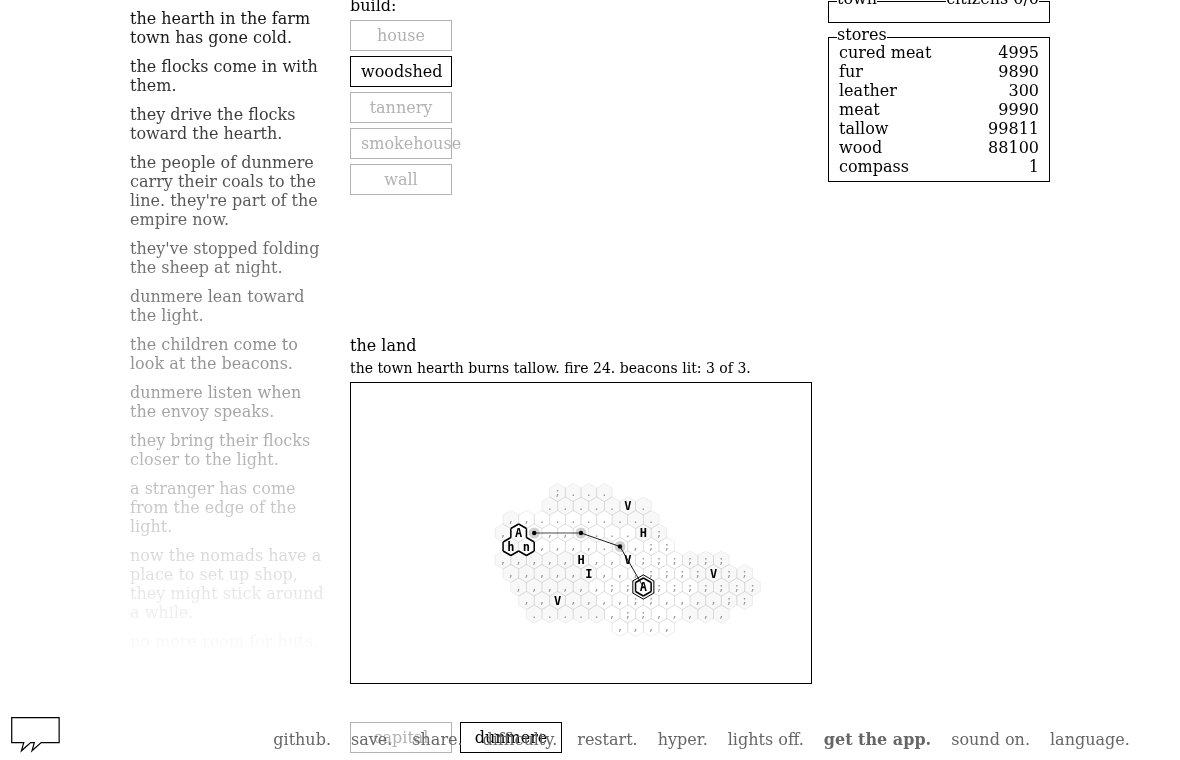 the hearth in the farm
town has gone cold.
the flocks come in with
them.
they drive the flocks
toward the hearth.
the people of dunmere
carry their coals to the
line. they're part of the
empire now.
they've stopped folding
the sheep at night.
dunmere lean toward
the light.
the children come to
look at the beacons.
dunmere listen when
the envoy speaks.
they bring their flocks
closer to the light.
a stranger has come
from the edge of the
light.
now the nomads have a
place to set up shop,
they might stick around
a while.
no more room for huts.
build:
house
woodshed
tannery
smokehouse
wall
town citizens 0/0
stores
cured meat 4995
fur 9890
leather 300
meat 9990
tallow 99811
wood 88100
compass 1
the land
the town hearth burns tallow. fire 24. beacons lit: 3 of 3.
V
A H
h n
H V
I V
A
V
capital dunmere
github. save. share. difficulty. restart. hyper. lights off. get the app. sound on. language.